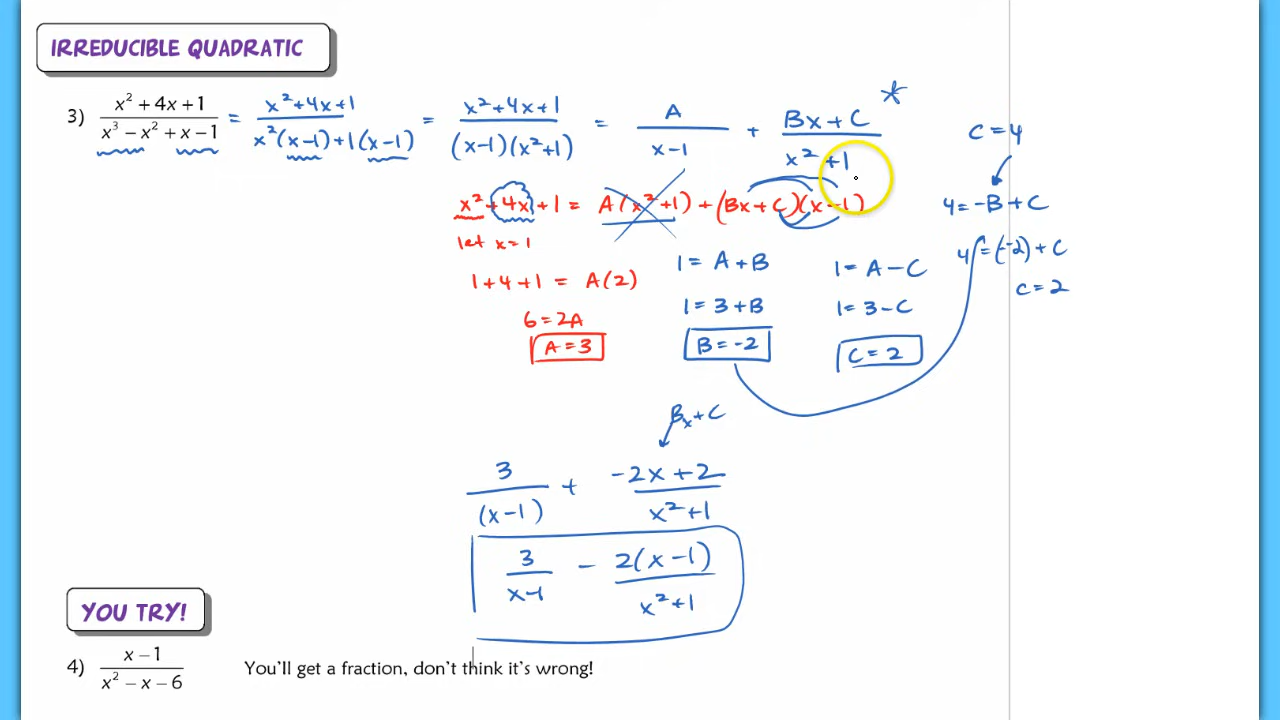 IRREDUCIBLE QUADRATIC
3) (x² + 4x + 1)/(x³ − x² + x − 1) = (x²+4x+1)/(x²(x−1)+1(x−1)) = (x²+4x+1)/((x−1)(x²+1)) = A/(x−1) + (Bx+C)/(x²+1) *
x²+4x+1 = A(x²+1) + (Bx+C)(x−1)
let x=1
1+4+1 = A(2)
6=2A
A=3
1=A+B
1=3+B
B=-2
1=A−C
1=3−C
C=2
C=4
4=-B+C
4=-(-2)+C
C=2
Bx+C
3/(x−1) + (-2x+2)/(x²+1)
3/(x−1) − 2(x−1)/(x²+1)
YOU TRY!
4) (x − 1)/(x² − x − 6) You'll get a fraction, don't think it's wrong!